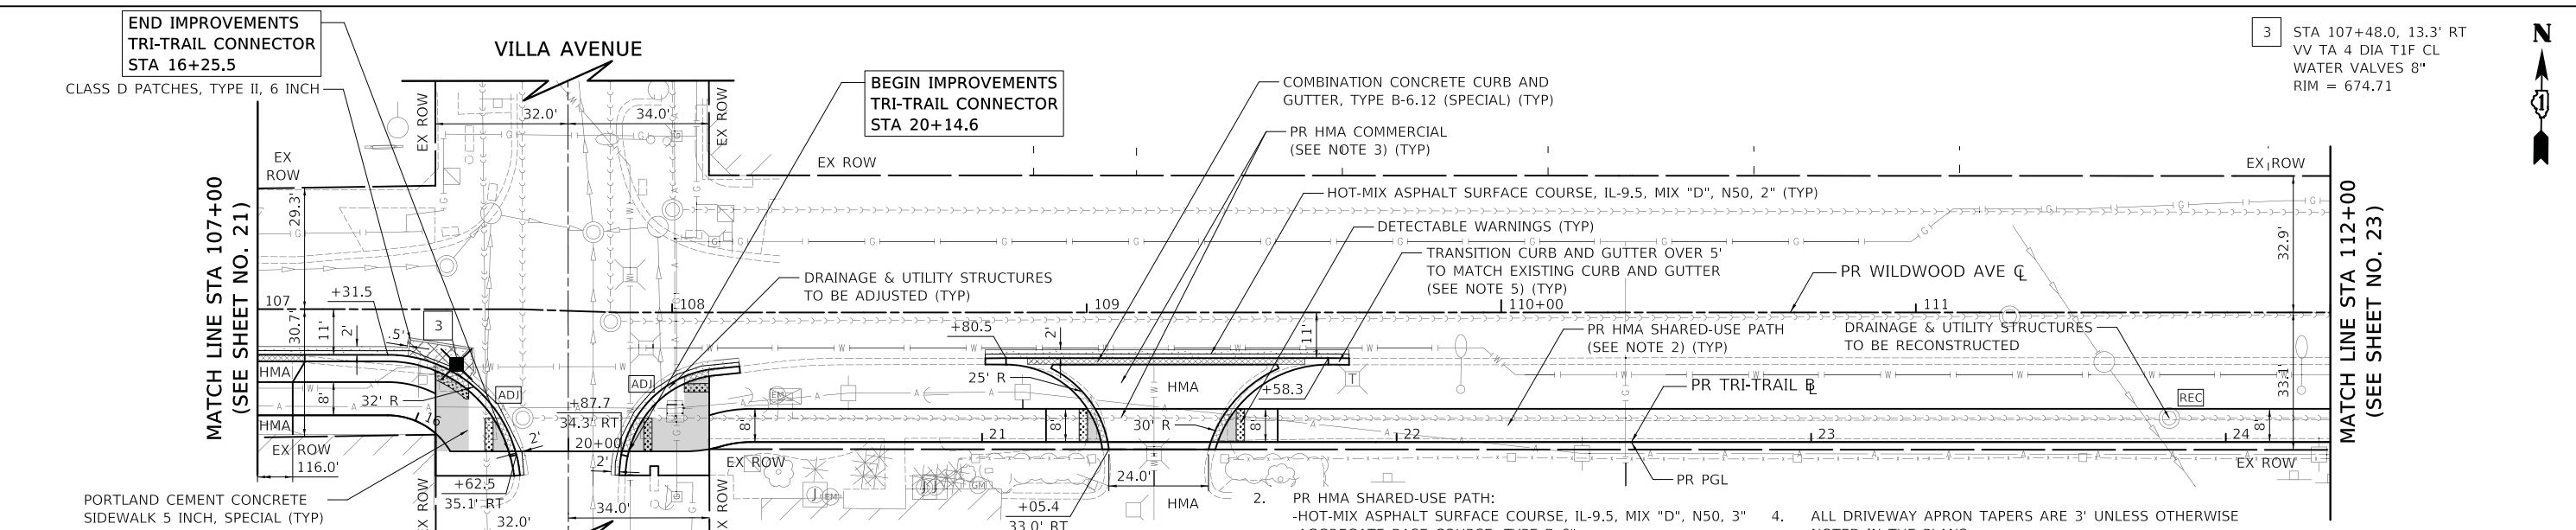 END IMPROVEMENTS
TRI-TRAIL CONNECTOR
STA 16+25.5
CLASS D PATCHES, TYPE II, 6 INCH
VILLA AVENUE
BEGIN IMPROVEMENTS
TRI-TRAIL CONNECTOR
STA 20+14.6
COMBINATION CONCRETE CURB AND
GUTTER, TYPE B-6.12 (SPECIAL) (TYP)
PR HMA COMMERCIAL
(SEE NOTE 3) (TYP)
HOT-MIX ASPHALT SURFACE COURSE, IL-9.5, MIX "D", N50, 2" (TYP)
DETECTABLE WARNINGS (TYP)
TRANSITION CURB AND GUTTER OVER 5'
TO MATCH EXISTING CURB AND GUTTER
(SEE NOTE 5) (TYP)
3
STA 107+48.0, 13.3' RT
VV TA 4 DIA T1F CL
WATER VALVES 8"
RIM = 674.71
N
1
EX ROW
EX ROW
32.0'
34.0'
EX
ROW
EX ROW
EX ROW
MATCH LINE STA 107+00
(SEE SHEET NO. 21)
29.3'
30.7'
DRAINAGE & UTILITY STRUCTURES
TO BE ADJUSTED (TYP)
PR WILDWOOD AVE ℄
32.9'
33.1'
MATCH LINE STA 112+00
(SEE SHEET NO. 23)
107
+31.5
108
109
110+00
111
11'
2'
5'
3
+80.5
2'
11'
PR HMA SHARED-USE PATH
(SEE NOTE 2) (TYP)
DRAINAGE & UTILITY STRUCTURES
TO BE RECONSTRUCTED
HMA
8'
32' R
ADJ
ADJ
25' R
HMA
+58.3
T
PR TRI-TRAIL B
REC
HMA
16
+87.7
34.3' RT
20+00
8'
21
8'
30' R
8'
22
23
24
8'
EX ROW
116.0'
2'
2'
EX ROW
EX ROW
PORTLAND CEMENT CONCRETE
SIDEWALK 5 INCH, SPECIAL (TYP)
EX ROW
+62.5
35.1' RT
32.0'
34.0'
EX ROW
24.0'
HMA
+05.4
33.0' RT
PR PGL
2. PR HMA SHARED-USE PATH:
-HOT-MIX ASPHALT SURFACE COURSE, IL-9.5, MIX "D", N50, 3"
4. ALL DRIVEWAY APRON TAPERS ARE 3' UNLESS OTHERWISE